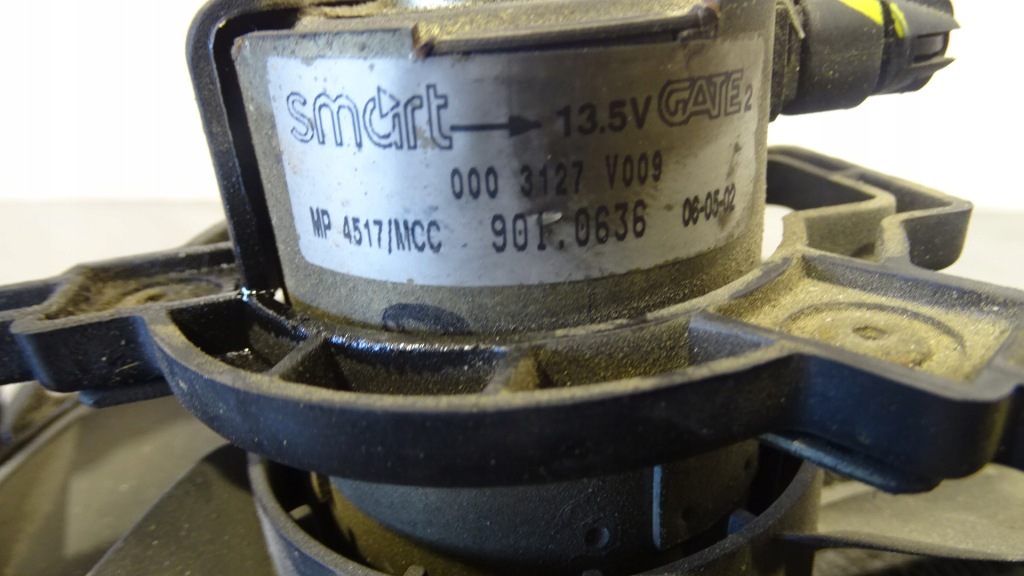 smart 13.5V GATE 2
000 3127 V009
MP 4517/MCC 901.0636 06-05-02